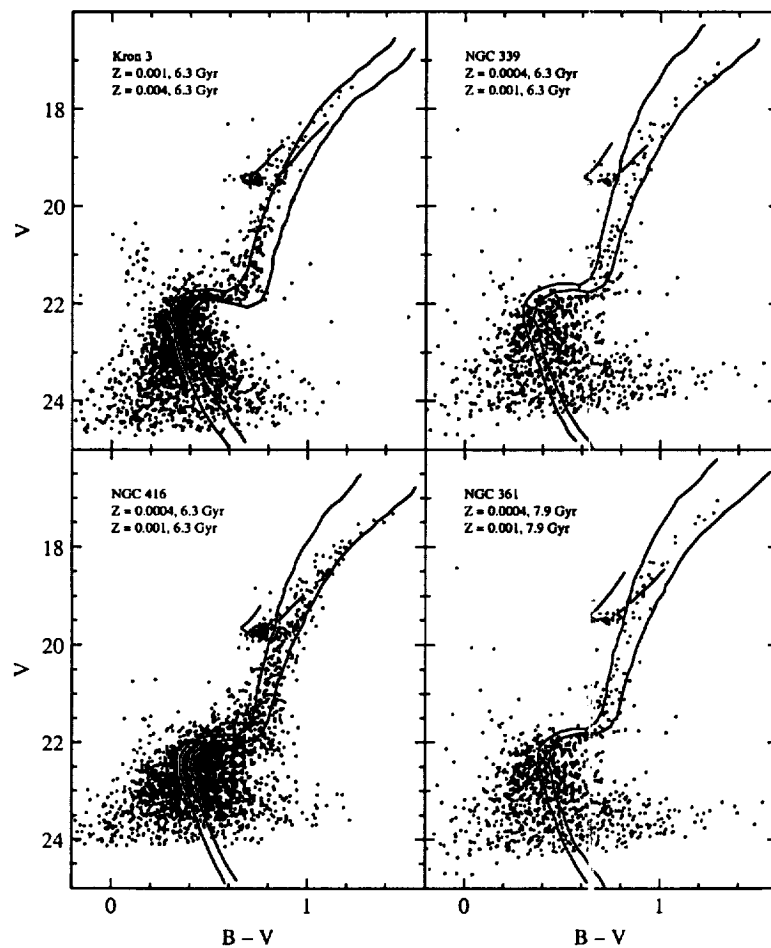 Kron 3
Z = 0.001, 6.3 Gyr
Z = 0.004, 6.3 Gyr
NGC 339
Z = 0.0004, 6.3 Gyr
Z = 0.001, 6.3 Gyr
18
20
22
24
V
NGC 416
Z = 0.0004, 6.3 Gyr
Z = 0.001, 6.3 Gyr
NGC 361
Z = 0.0004, 7.9 Gyr
Z = 0.001, 7.9 Gyr
18
20
22
24
V
0
1
0
1
B – V
B – V